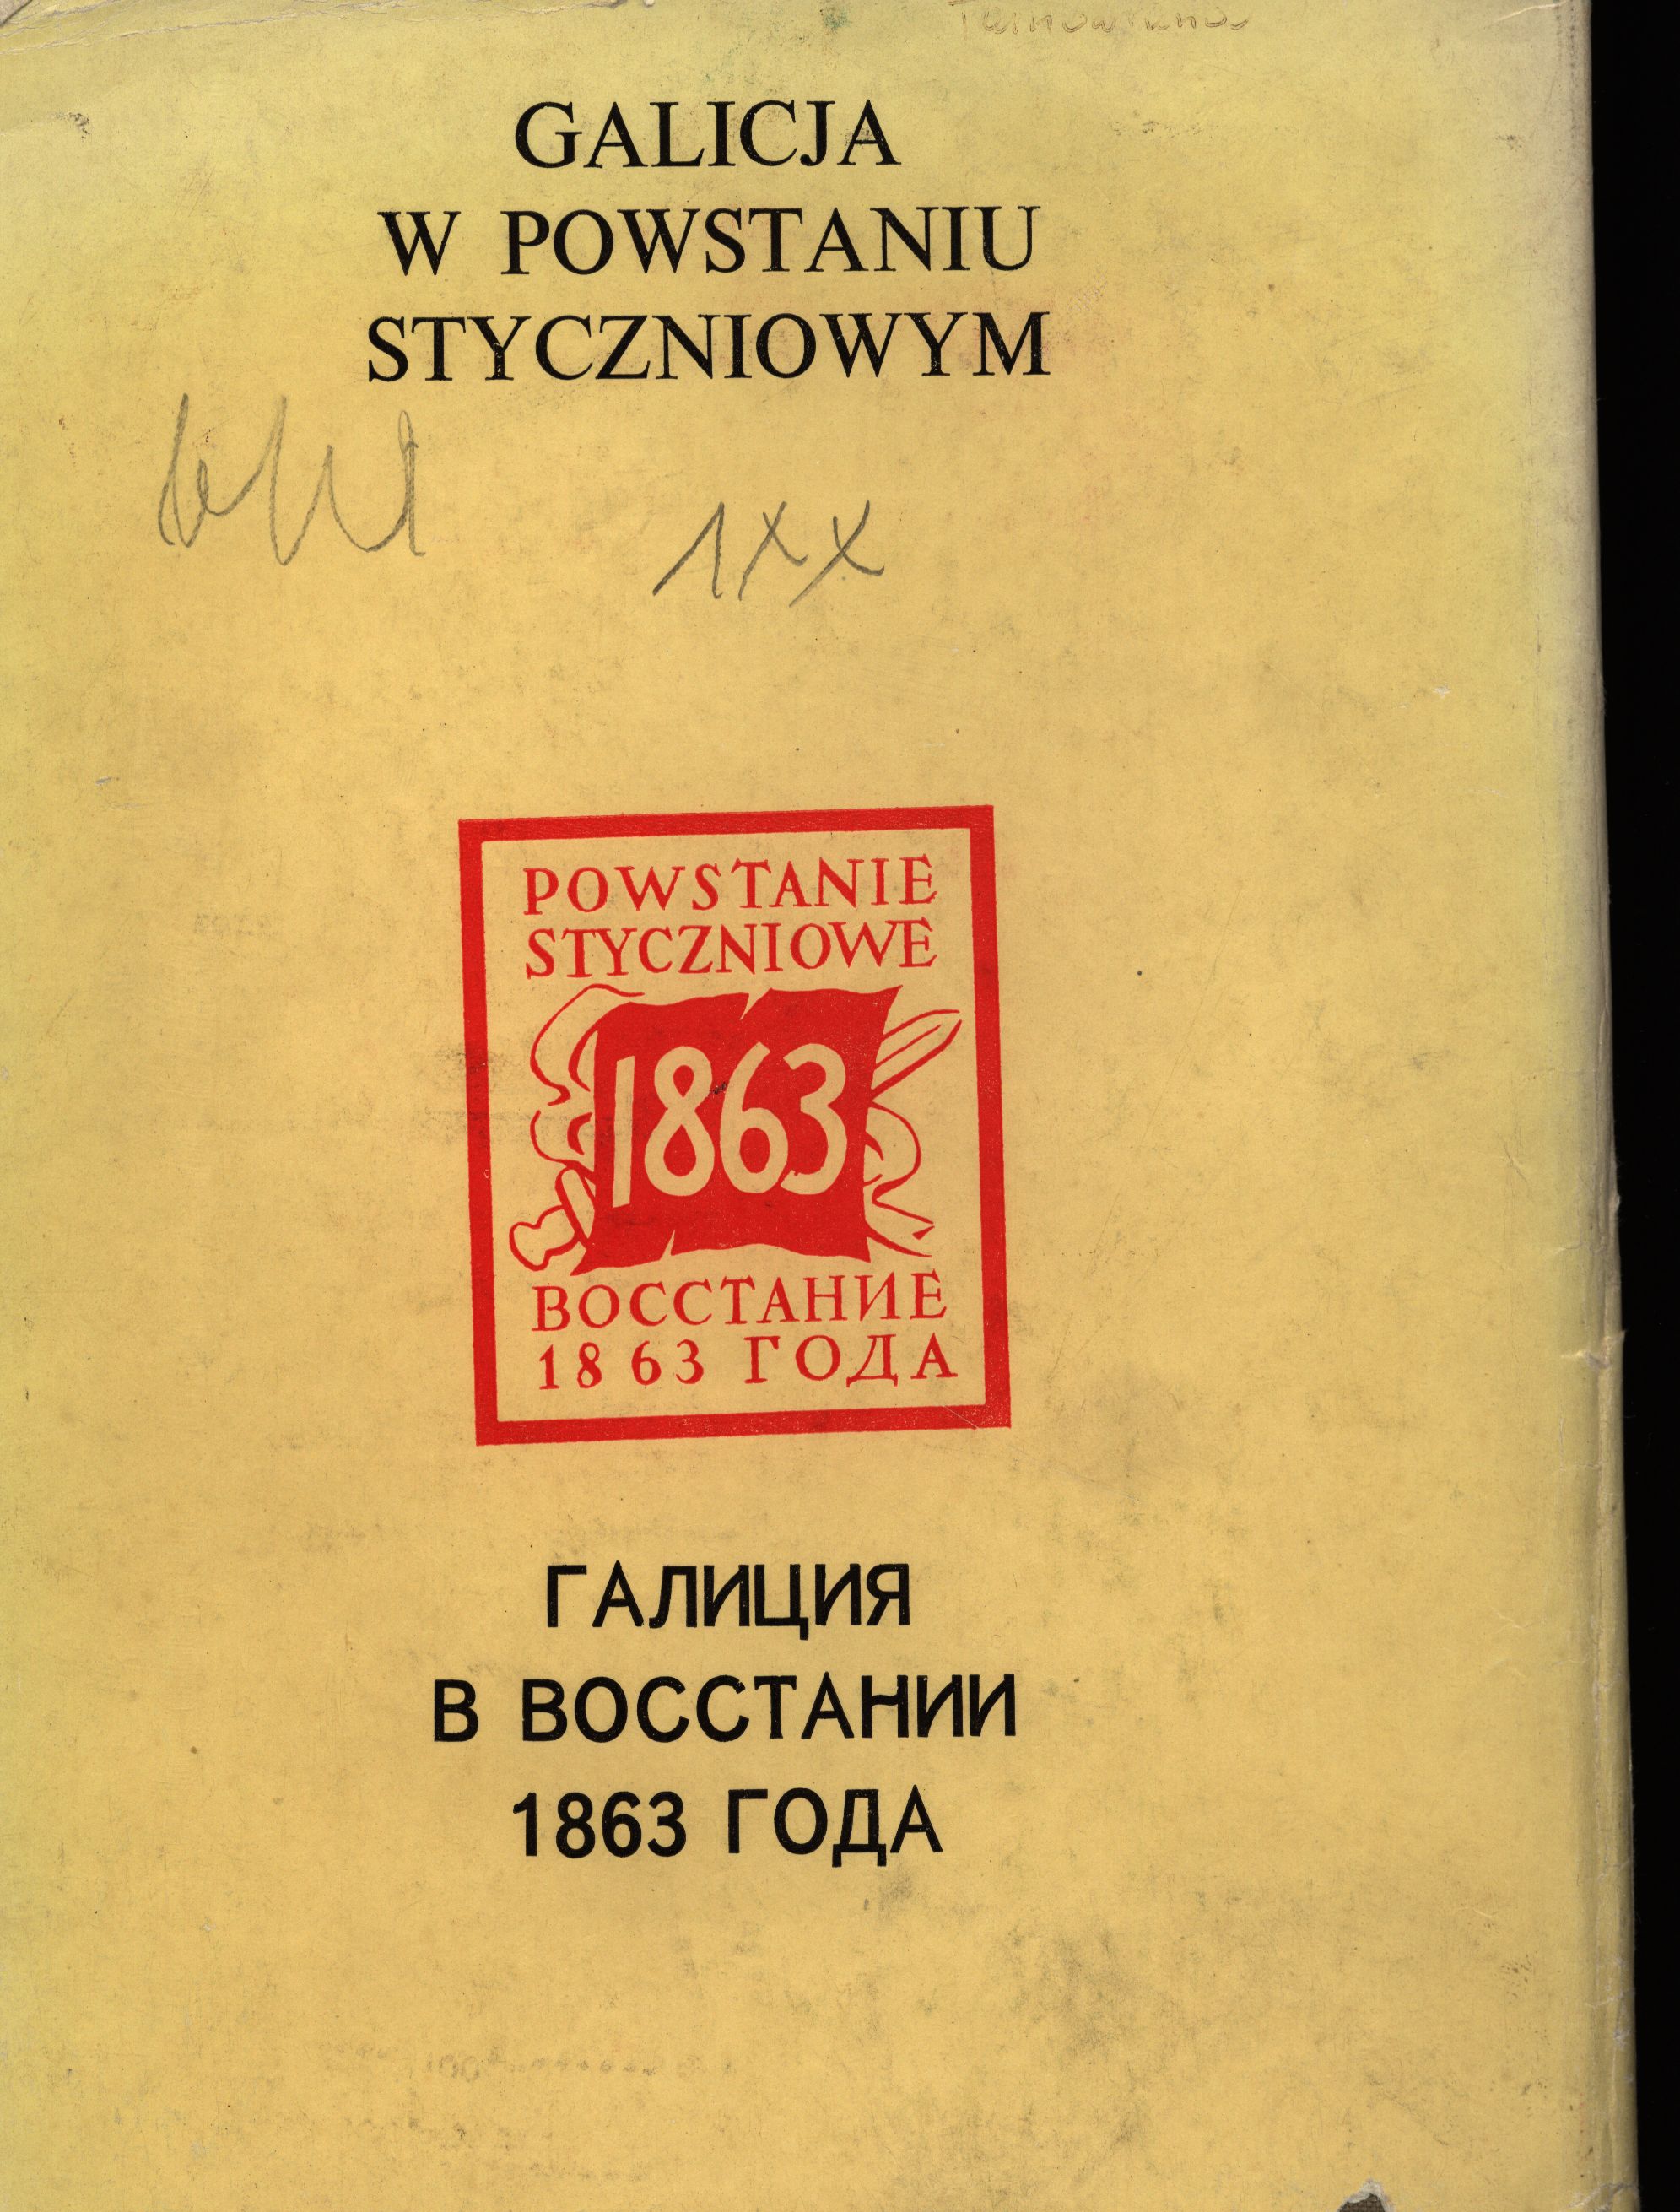 GALICJA
W POWSTANIU
STYCZNIOWYM
1XX
POWSTANIE
STYCZNIOWE
1863
ВОССТАНИЕ
1863 ГОДА
ГАЛИЦИЯ
В ВОССТАНИИ
1863 ГОДА